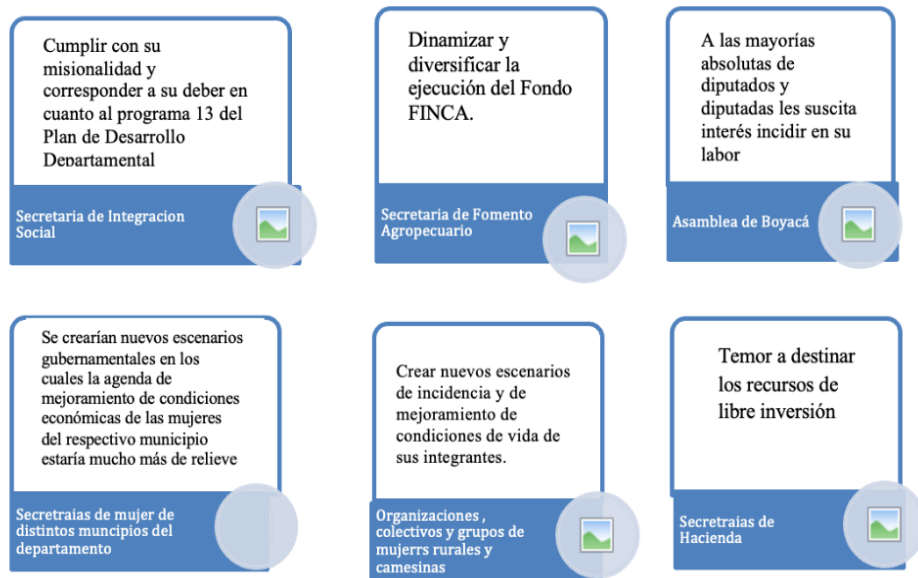 Cumplir con su
misionalidad y
corresponder a su deber en
cuanto al programa 13 del
Plan de Desarrollo
Departamental
Secretaria de Integracion
Social
Dinamizar y
diversificar la
ejecución del Fondo
FINCA.
Secretaria de Fomento
Agropecuario
A las mayorías
absolutas de
diputados y
diputadas les suscita
interés incidir en su
labor
Asamblea de Boyacá
Se crearían nuevos escenarios
gubernamentales en los
cuales la agenda de
mejoramiento de condiciones
económicas de las mujeres
del respectivo municipio
estaría mucho más de relieve
Secretraias de mujer de
distintos muncipios del
departamento
Crear nuevos escenarios
de incidencia y de
mejoramiento de
condiciones de vida de
sus integrantes.
Organizaciones ,
colectivos y grupos de
mujerrs rurales y
camesinas
Temor a destinar
los recursos de
libre inversión
Secretraias de
Hacienda